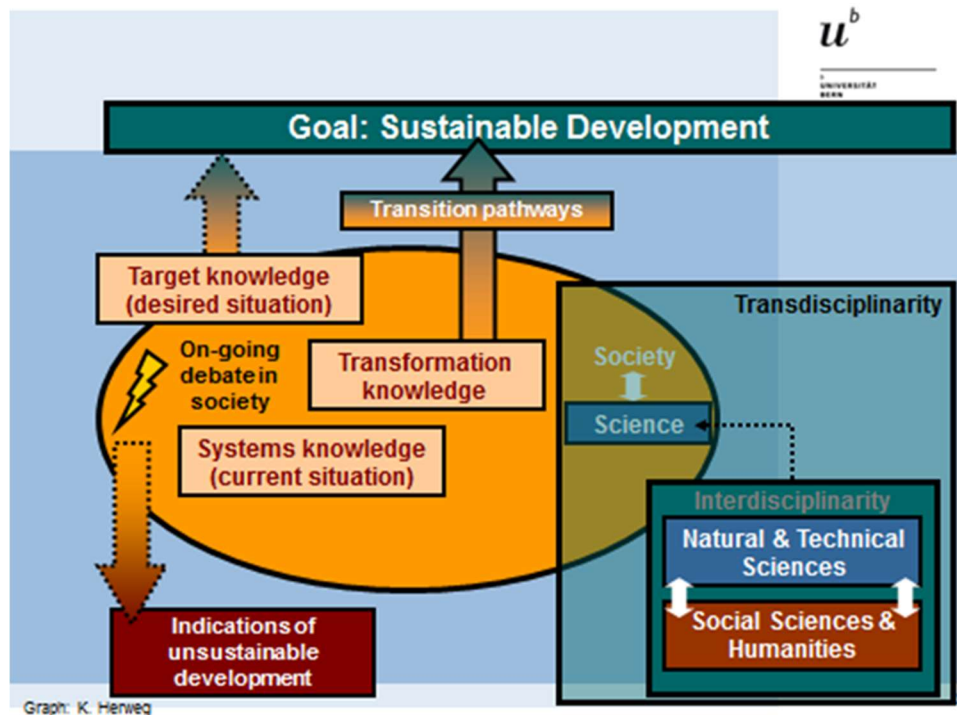 u b
b
UNIVERSITÄT
BERN
Goal: Sustainable Development
Transition pathways
Target knowledge
(desired situation)
Transdisciplinarity
On-going
debate in
society
Transformation
knowledge
Society
Science
Systems knowledge
(current situation)
Interdisciplinarity
Natural & Technical
Sciences
Social Sciences &
Humanities
Indications of
unsustainable
development
Graph: K. Herweg